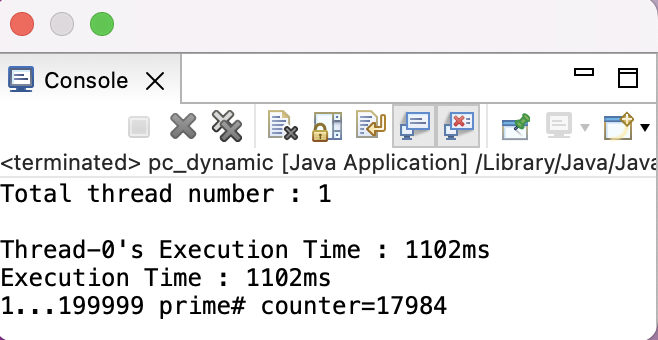 Console
<terminated> pc_dynamic [Java Application] /Library/Java/Java
Total thread number : 1
Thread-0's Execution Time : 1102ms
Execution Time : 1102ms
1...199999 prime# counter=17984